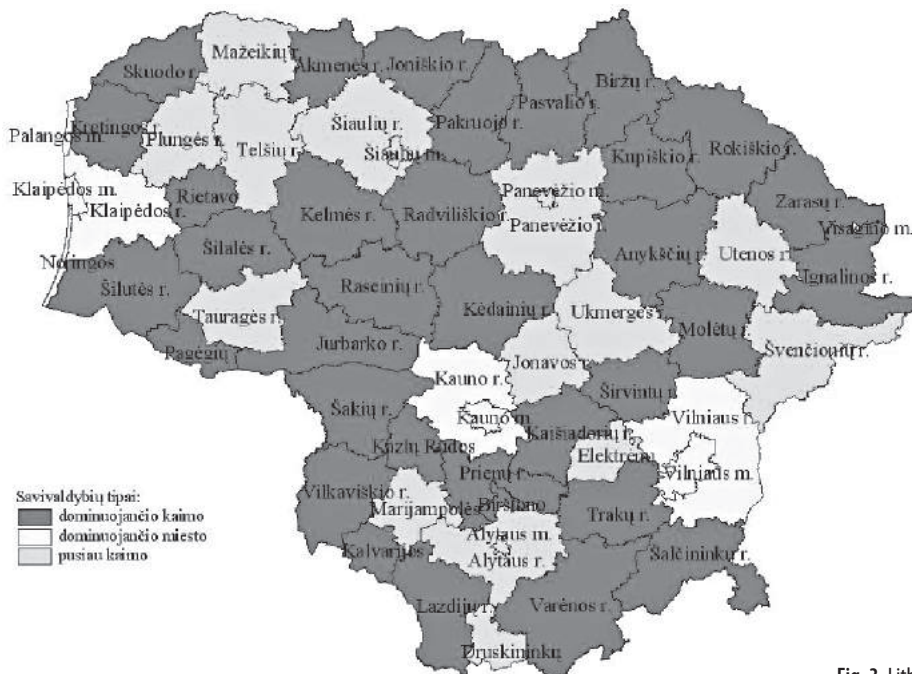 Mažeikių r.
Skuodo r.
Akmenės r.
Joniškio r.
Biržų r.
Pasvalio r.
Pakruojo r.
Kretingos r.
Palangos m.
Plungės r.
Telšių r.
Šiaulių r.
Šiaulių m.
Kupiškio r.
Rokiškio r.
Klaipėdos m.
Klaipėdos r.
Rietavo
Kelmės r.
Radviliškio r.
Panevėžio m.
Panevėžio r.
Zarasų r.
Visagino m.
Anykščių r.
Utenos r.
Ignalinos r.
Neringos
Šilutės r.
Šilalės r.
Raseinių r.
Kėdainių r.
Ukmergės r.
Molėtų r.
Tauragės r.
Jurbarko r.
Pagėgių
Jonavos r.
Švenčionių r.
Kauno r.
Kauno m.
Širvintų r.
Šakių r.
Vilniaus r.
Kaišiadorių r.
Kazlų Rūdos
Elektrėnų
Vilniaus m.
Prienų r.
Birštono
Vilkaviškio r.
Marijampolės
Trakų r.
Alytaus m.
Alytaus r.
Kalvarijos
Šalčininkų r.
Lazdijų r.
Varėnos r.
Druskininkų
Savivaldybių tipai:
dominuojančio kaimo
dominuojančio miesto
pusiau kaimo
Fig. 2. Lith